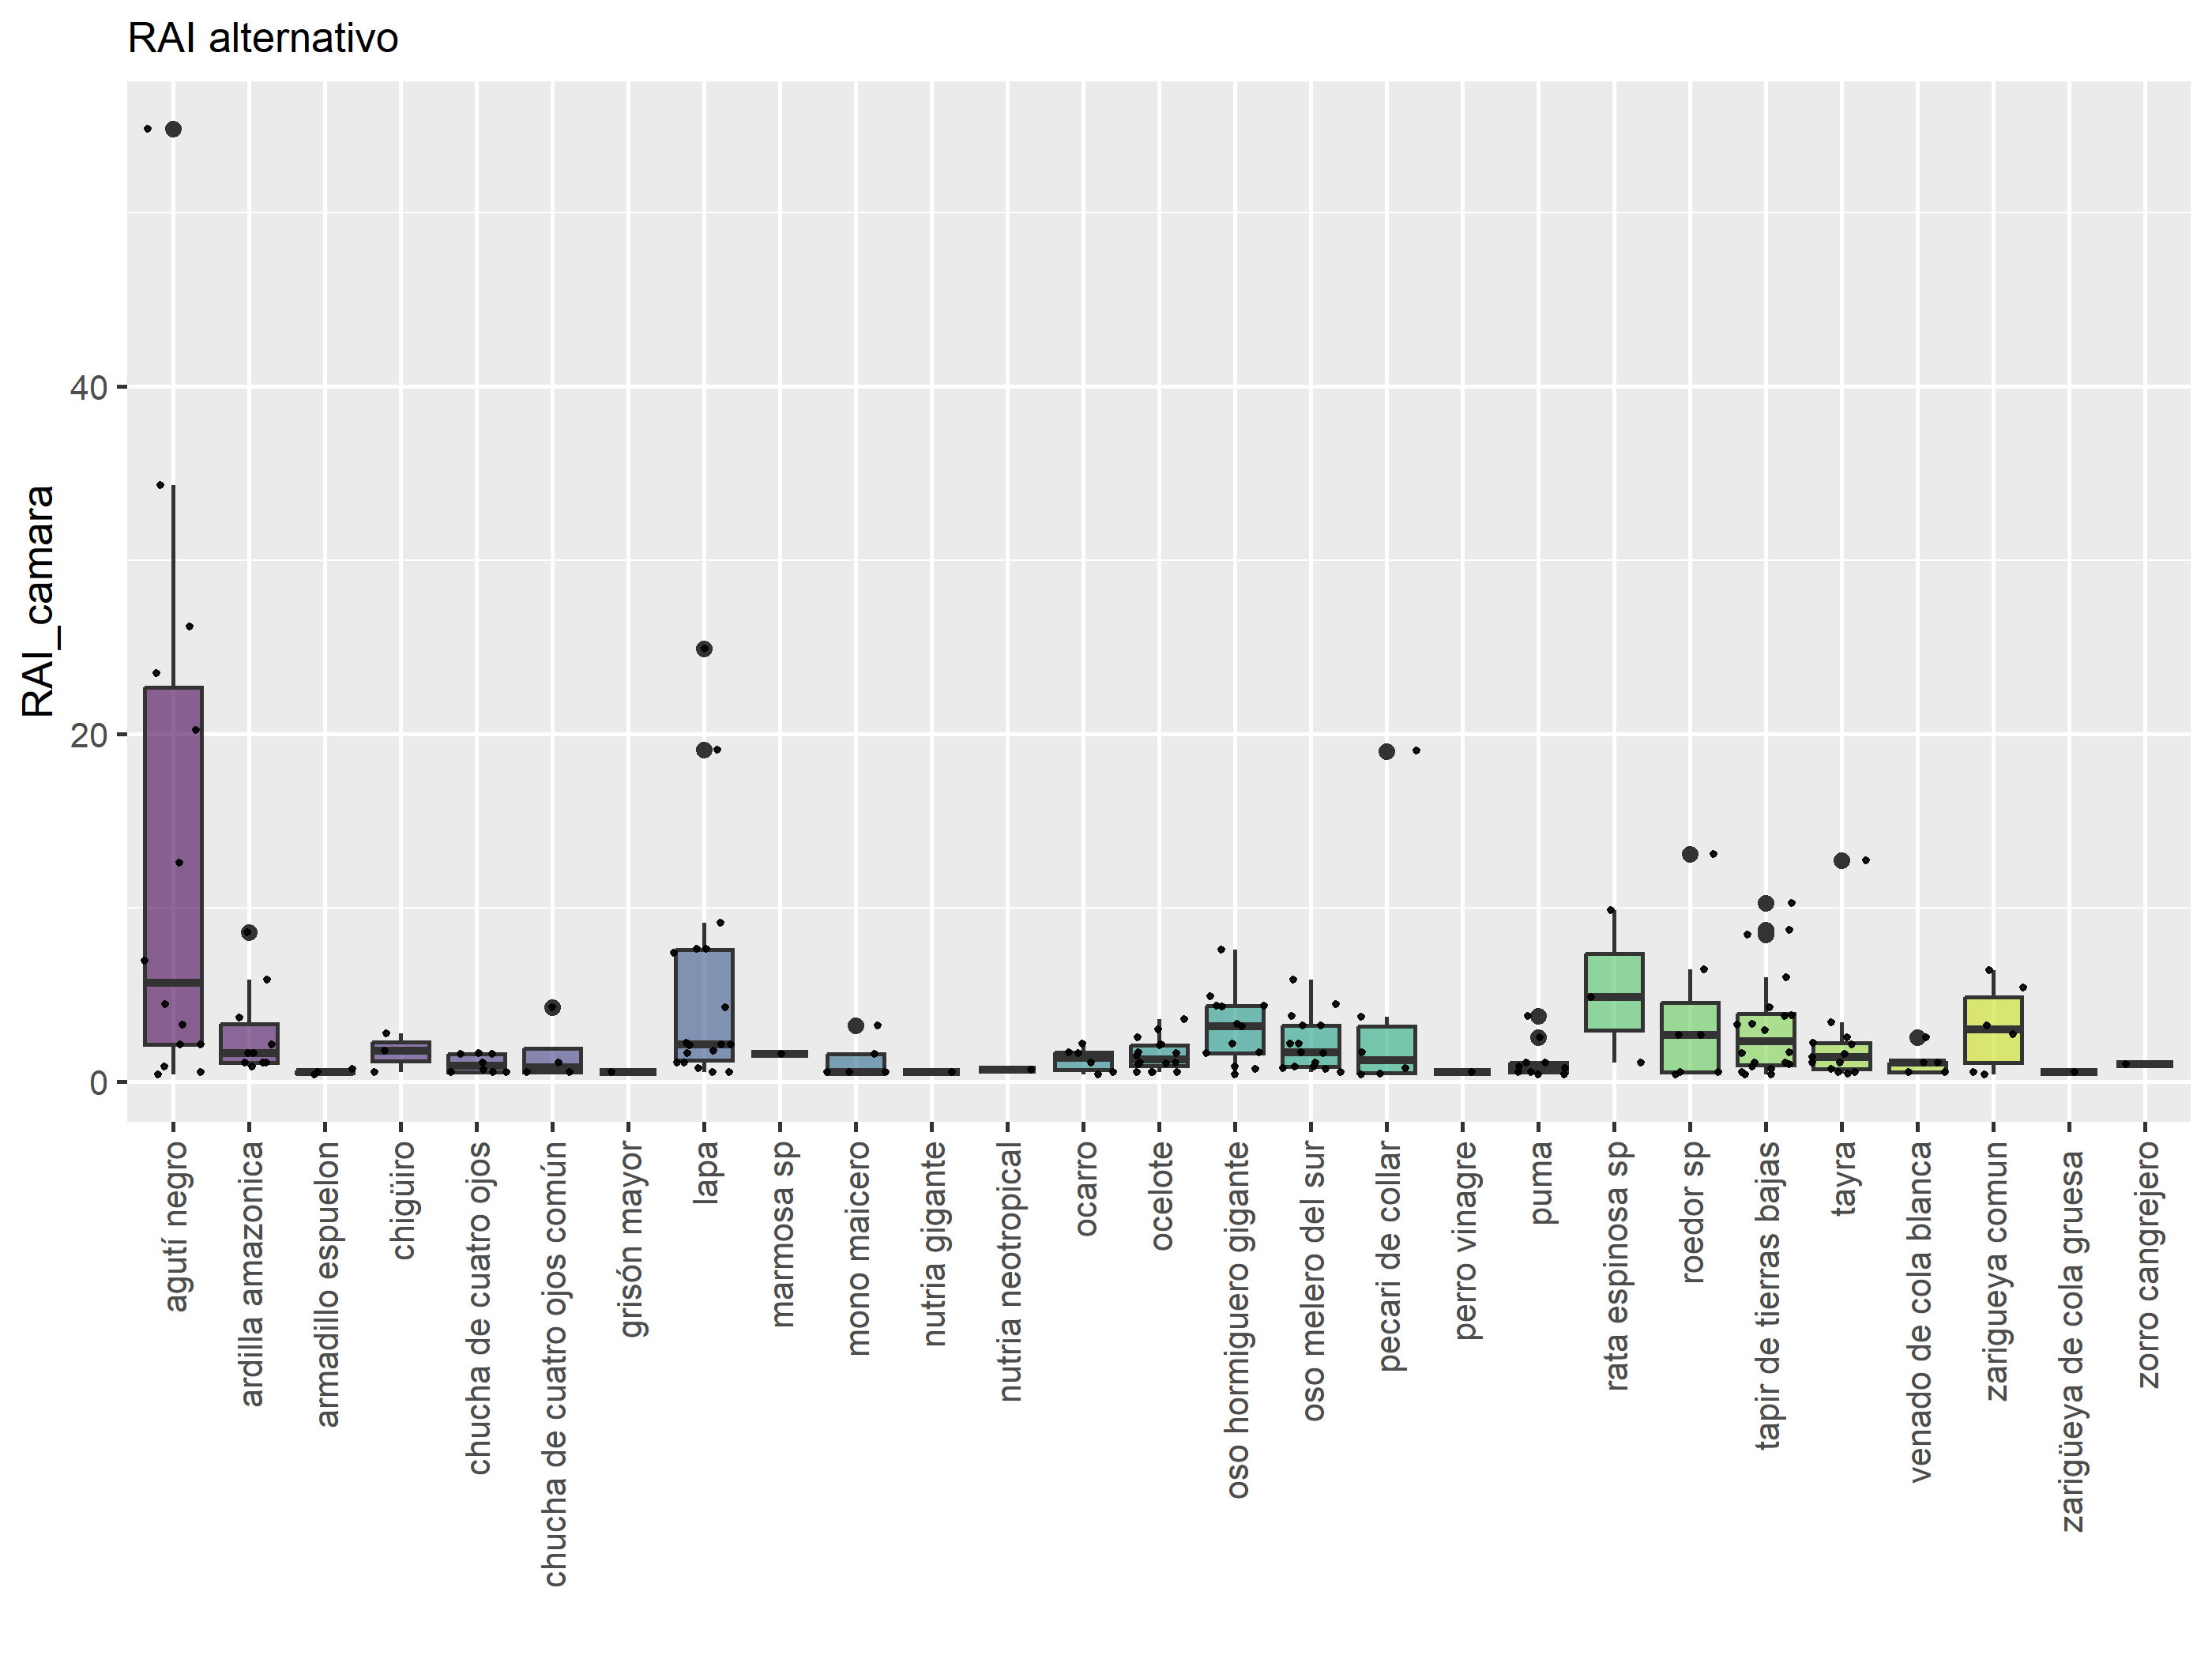 RAI alternativo
RAI_camara
40
20
0
agutí negro
ardilla amazonica
armadillo espuelon
chigüiro
chucha de cuatro ojos
chucha de cuatro ojos común
grisón mayor
lapa
marmosa sp
mono maicero
nutria gigante
nutria neotropical
ocarro
ocelote
oso hormiguero gigante
oso melero del sur
pecari de collar
perro vinagre
puma
rata espinosa sp
roedor sp
tapir de tierras bajas
tayra
venado de cola blanca
zarigueya comun
zarigüeya de cola gruesa
zorro cangrejero